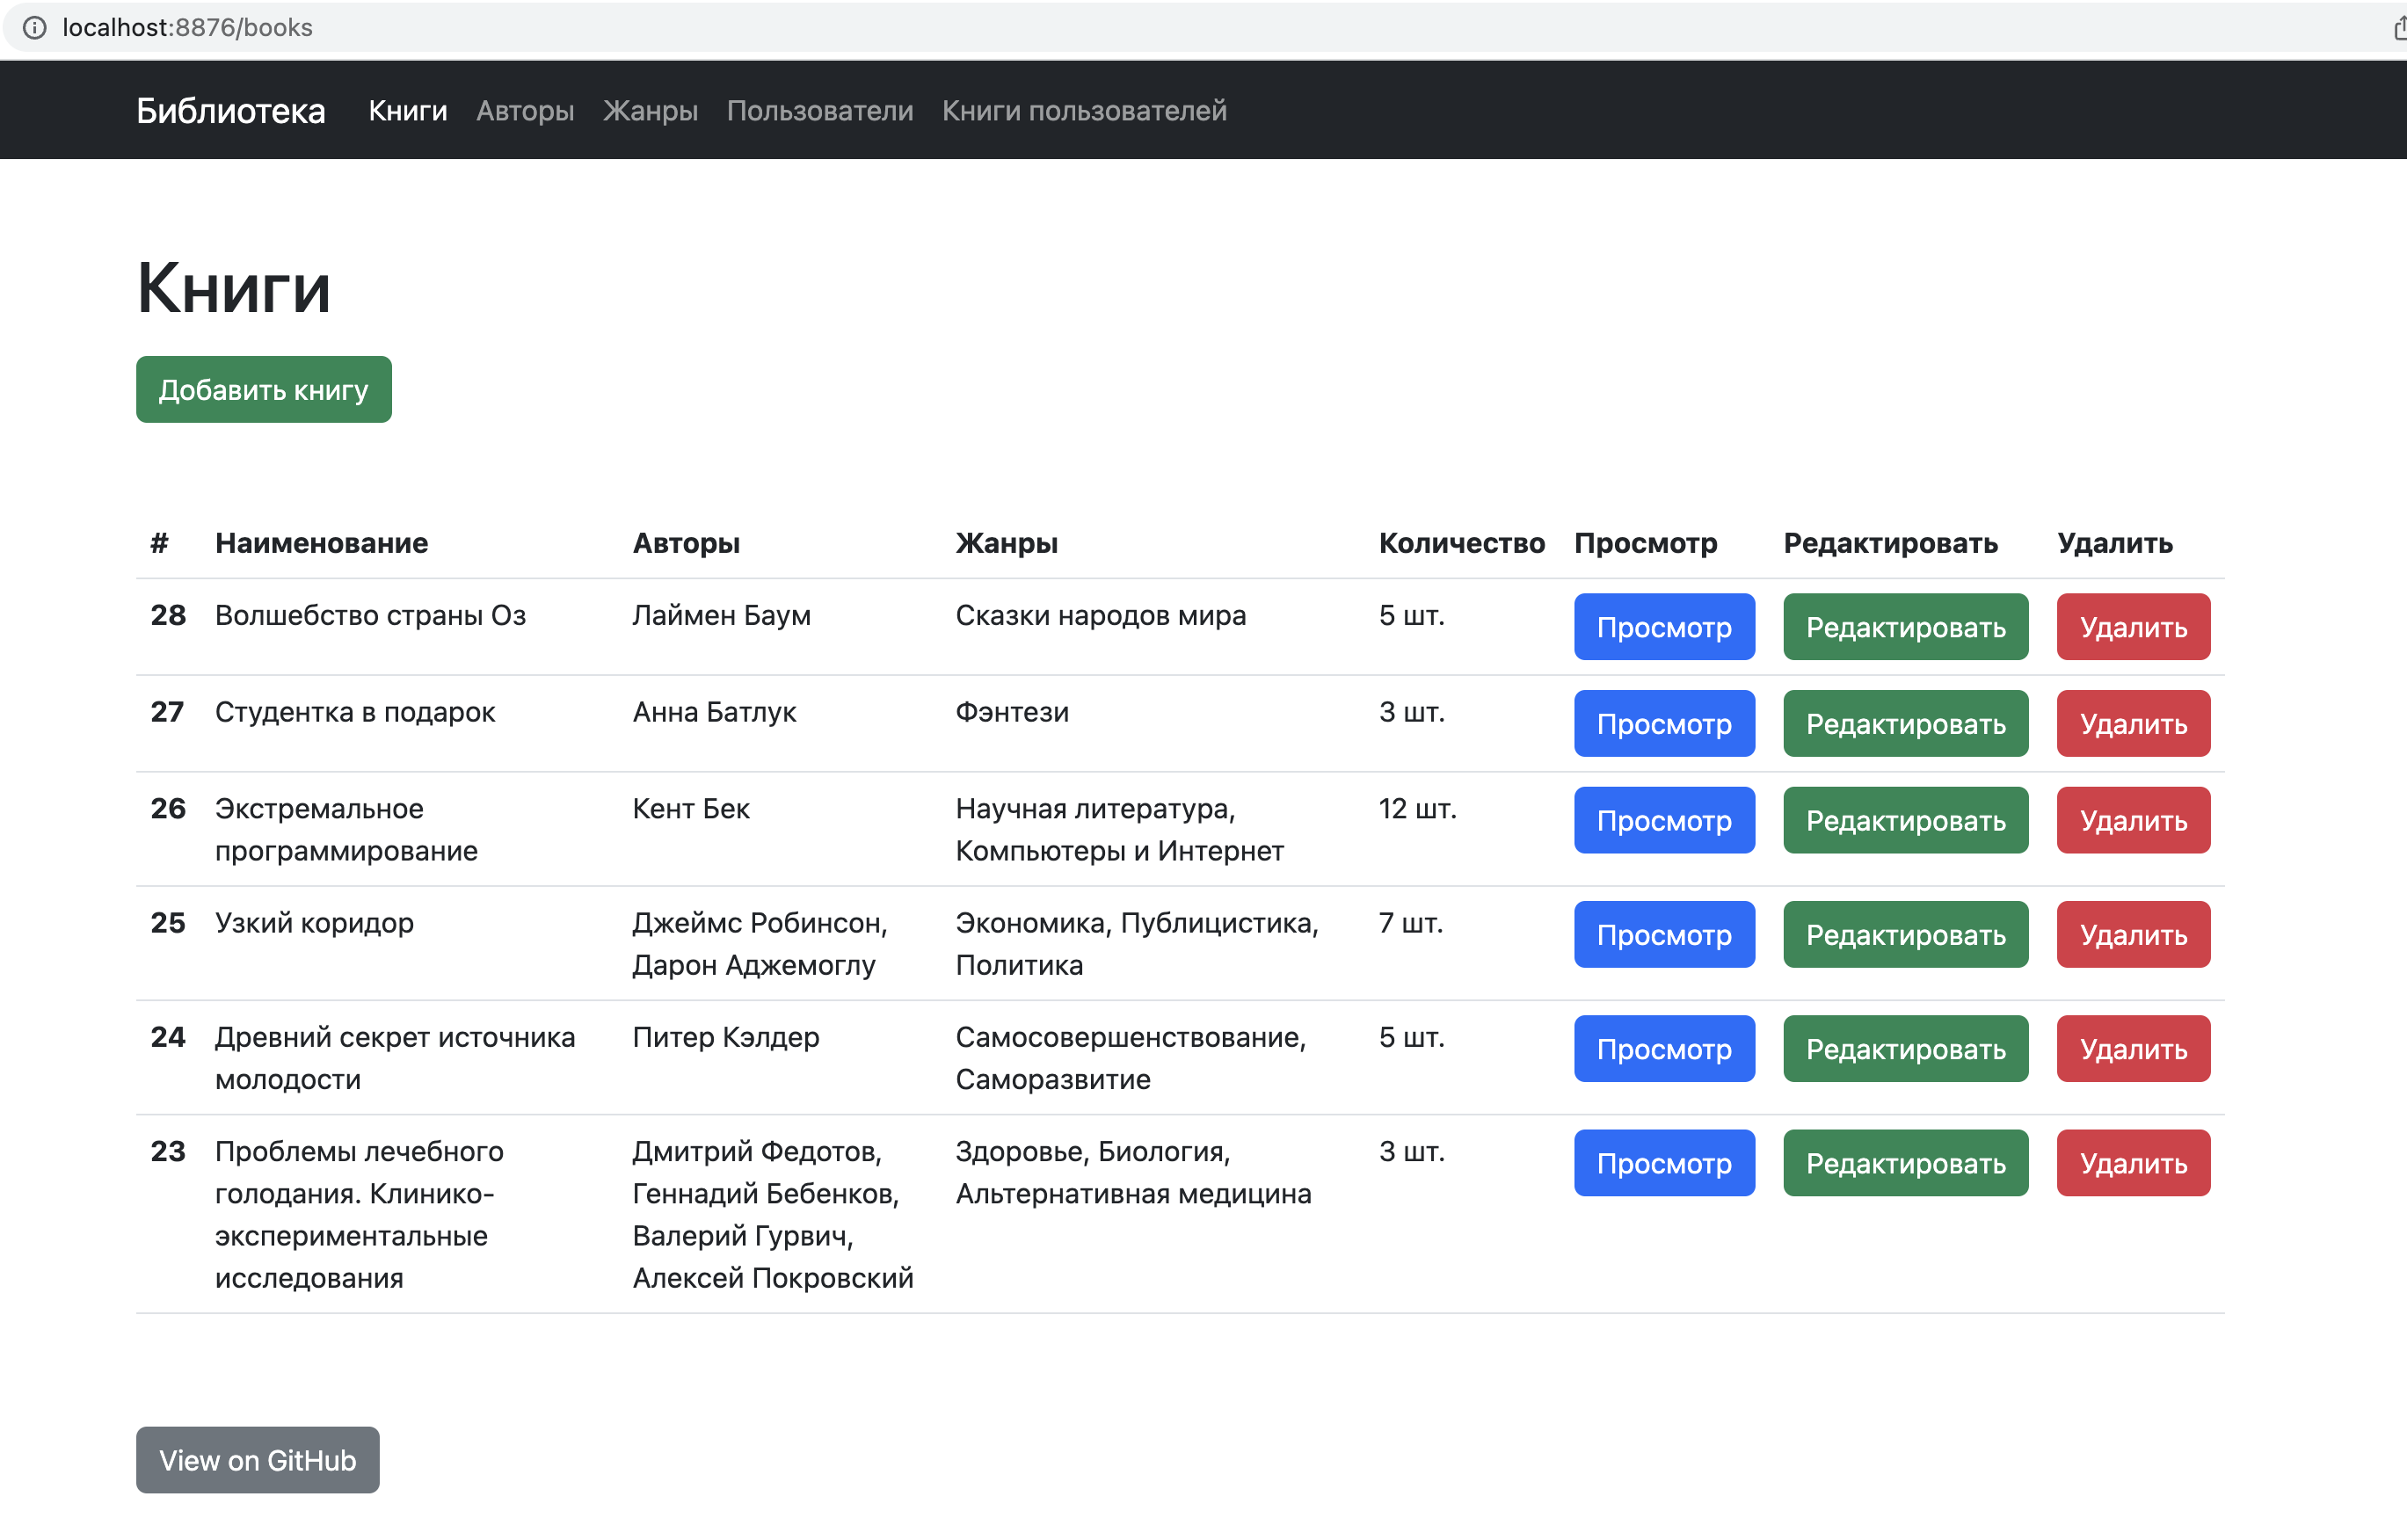 localhost:8876/books
Библиотека Книги Авторы Жанры Пользователи Книги пользователей
Книги
Добавить книгу
# Наименование Авторы Жанры Количество Просмотр Редактировать Удалить
28 Волшебство страны Оз Лаймен Баум Сказки народов мира 5 шт. Просмотр Редактировать Удалить
27 Студентка в подарок Анна Батлук Фэнтези 3 шт. Просмотр Редактировать Удалить
26 Экстремальное Кент Бек Научная литература, 12 шт. Просмотр Редактировать Удалить
программирование Компьютеры и Интернет
25 Узкий коридор Джеймс Робинсон, Экономика, Публицистика, 7 шт. Просмотр Редактировать Удалить
Дарон Аджемоглу Политика
24 Древний секрет источника Питер Кэлдер Самосовершенствование, 5 шт. Просмотр Редактировать Удалить
молодости Саморазвитие
23 Проблемы лечебного Дмитрий Федотов, Здоровье, Биология, 3 шт. Просмотр Редактировать Удалить
голодания. Клинико- Геннадий Бебенков, Альтернативная медицина
экспериментальные Валерий Гурвич,
исследования Алексей Покровский
View on GitHub